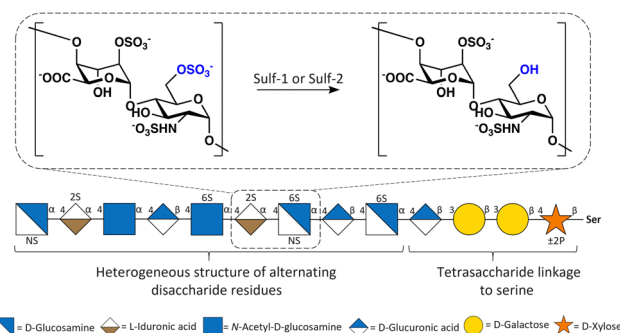 OSO₃⁻ OSO₃⁻
O O
⁻OOC OH O HO O ⁻O₃SHN O
Sulf-1 or Sulf-2
OSO₃⁻ OH
O O
⁻OOC OH O HO O ⁻O₃SHN O
2S 6S 2S 6S 6S
4 α 4 α 4 α 4 β 4 α 4 α 4 α 4 β 4 α 4 β 3 β 3 β 4 β Ser
NS NS ±2P
Heterogeneous structure of alternating
disaccharide residues
Tetrasaccharide linkage
to serine
= D-Glucosamine = L-Iduronic acid = N-Acetyl-D-glucosamine = D-Glucuronic acid = D-Galactose = D-Xylose